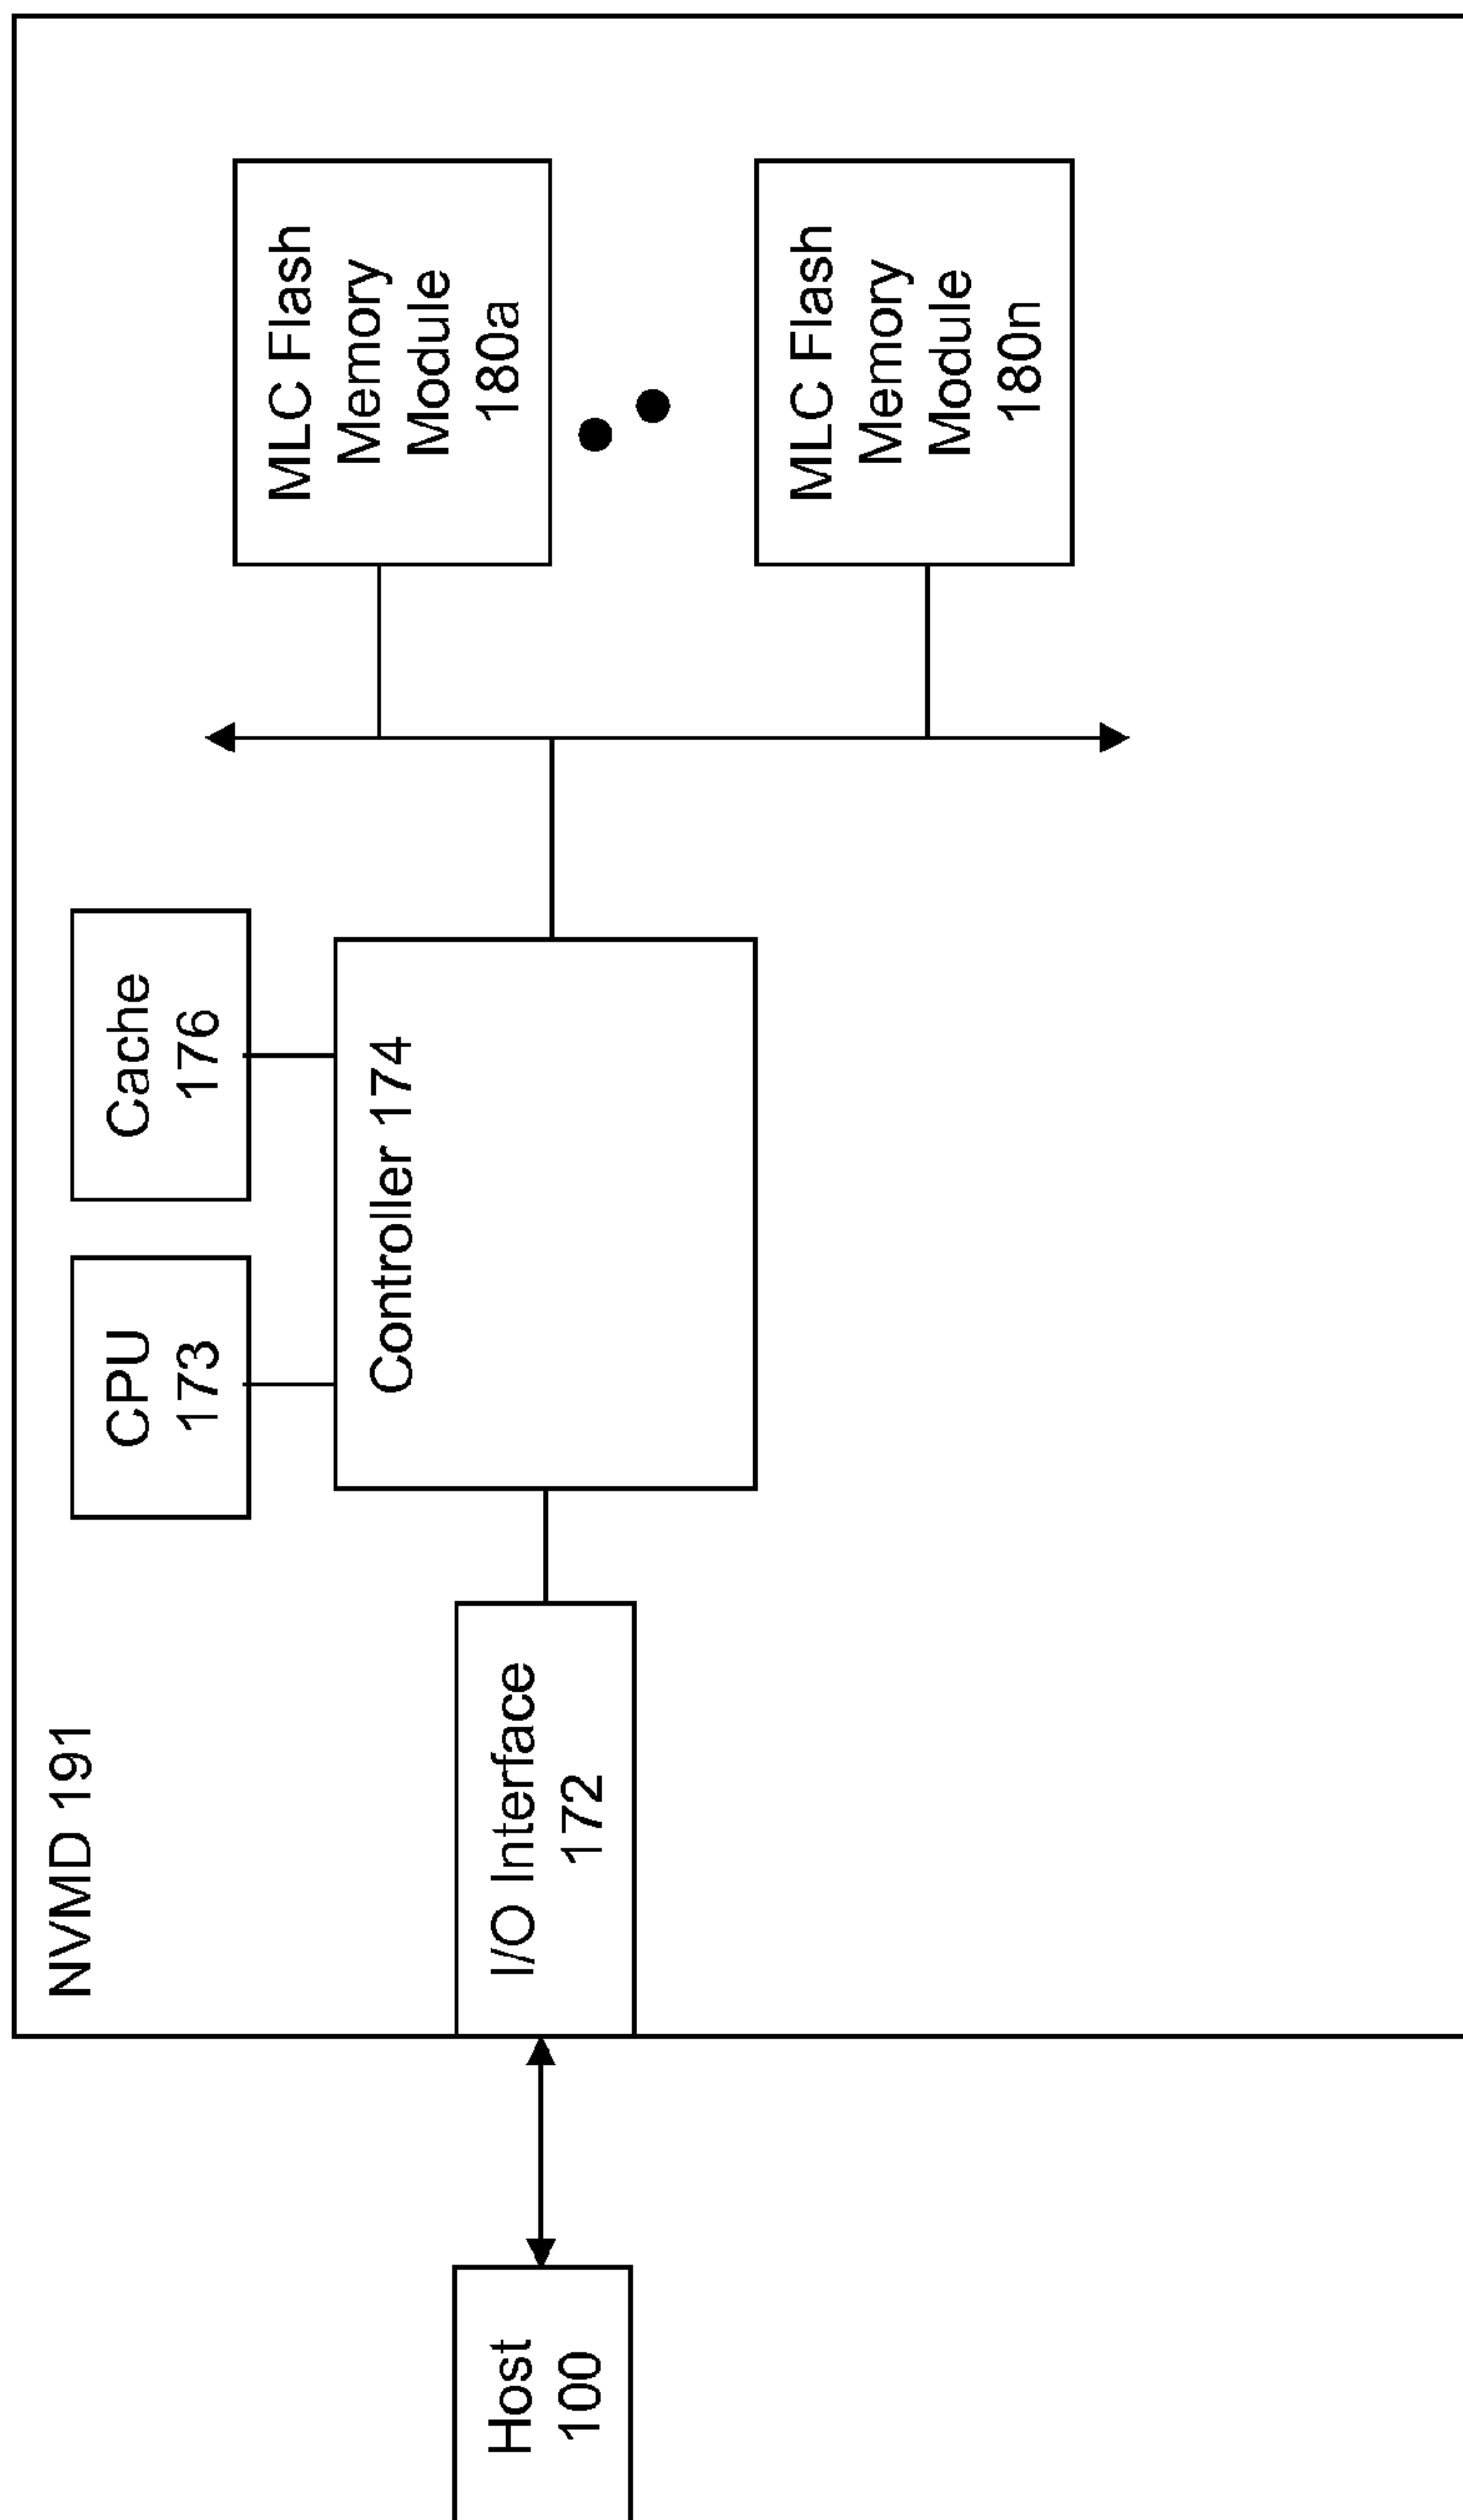 NVMD 191
Host
100
I/O Interface
172
CPU
173
Cache
176
Controller 174
MLC Flash
Memory
Module
180a
MLC Flash
Memory
Module
180n